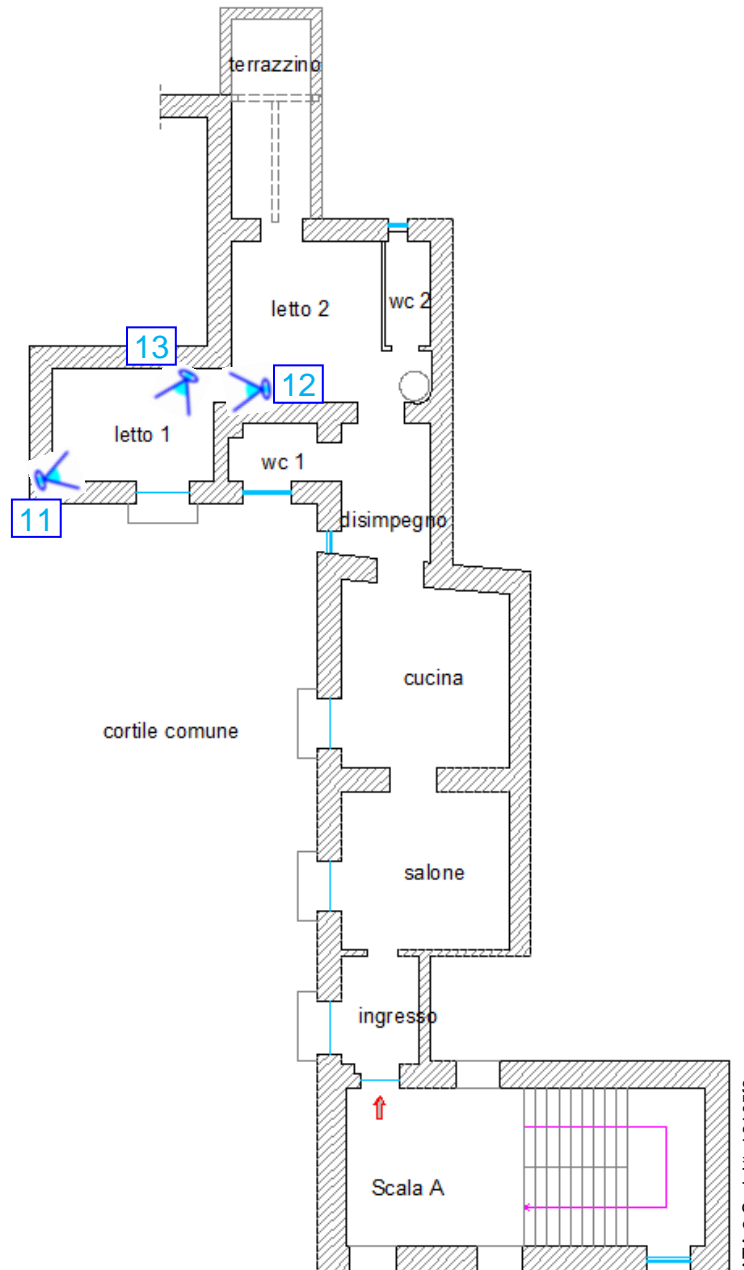 terrazzino
letto 2
wc 2
13
12
letto 1
wc 1
11
disimpegno
cucina
cortile comune
salone
ingresso
Scala A